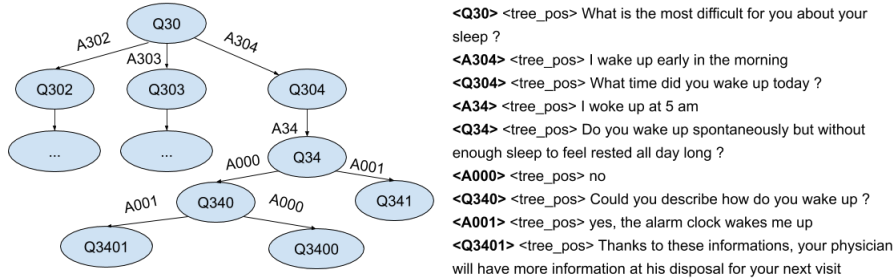 Q30
A302
A303
A304
Q302
Q303
Q304
...
...
A34
Q34
A000
A001
Q340
Q341
A001
A000
Q3401
Q3400
<Q30> <tree_pos> What is the most difficult for you about your
sleep ?
<A304> <tree_pos> I wake up early in the morning
<Q304> <tree_pos> What time did you wake up today ?
<A34> <tree_pos> I woke up at 5 am
<Q34> <tree_pos> Do you wake up spontaneously but without
enough sleep to feel rested all day long ?
<A000> <tree_pos> no
<Q340> <tree_pos> Could you describe how do you wake up ?
<A001> <tree_pos> yes, the alarm clock wakes me up
<Q3401> <tree_pos> Thanks to these informations, your physician
will have more information at his disposal for your next visit